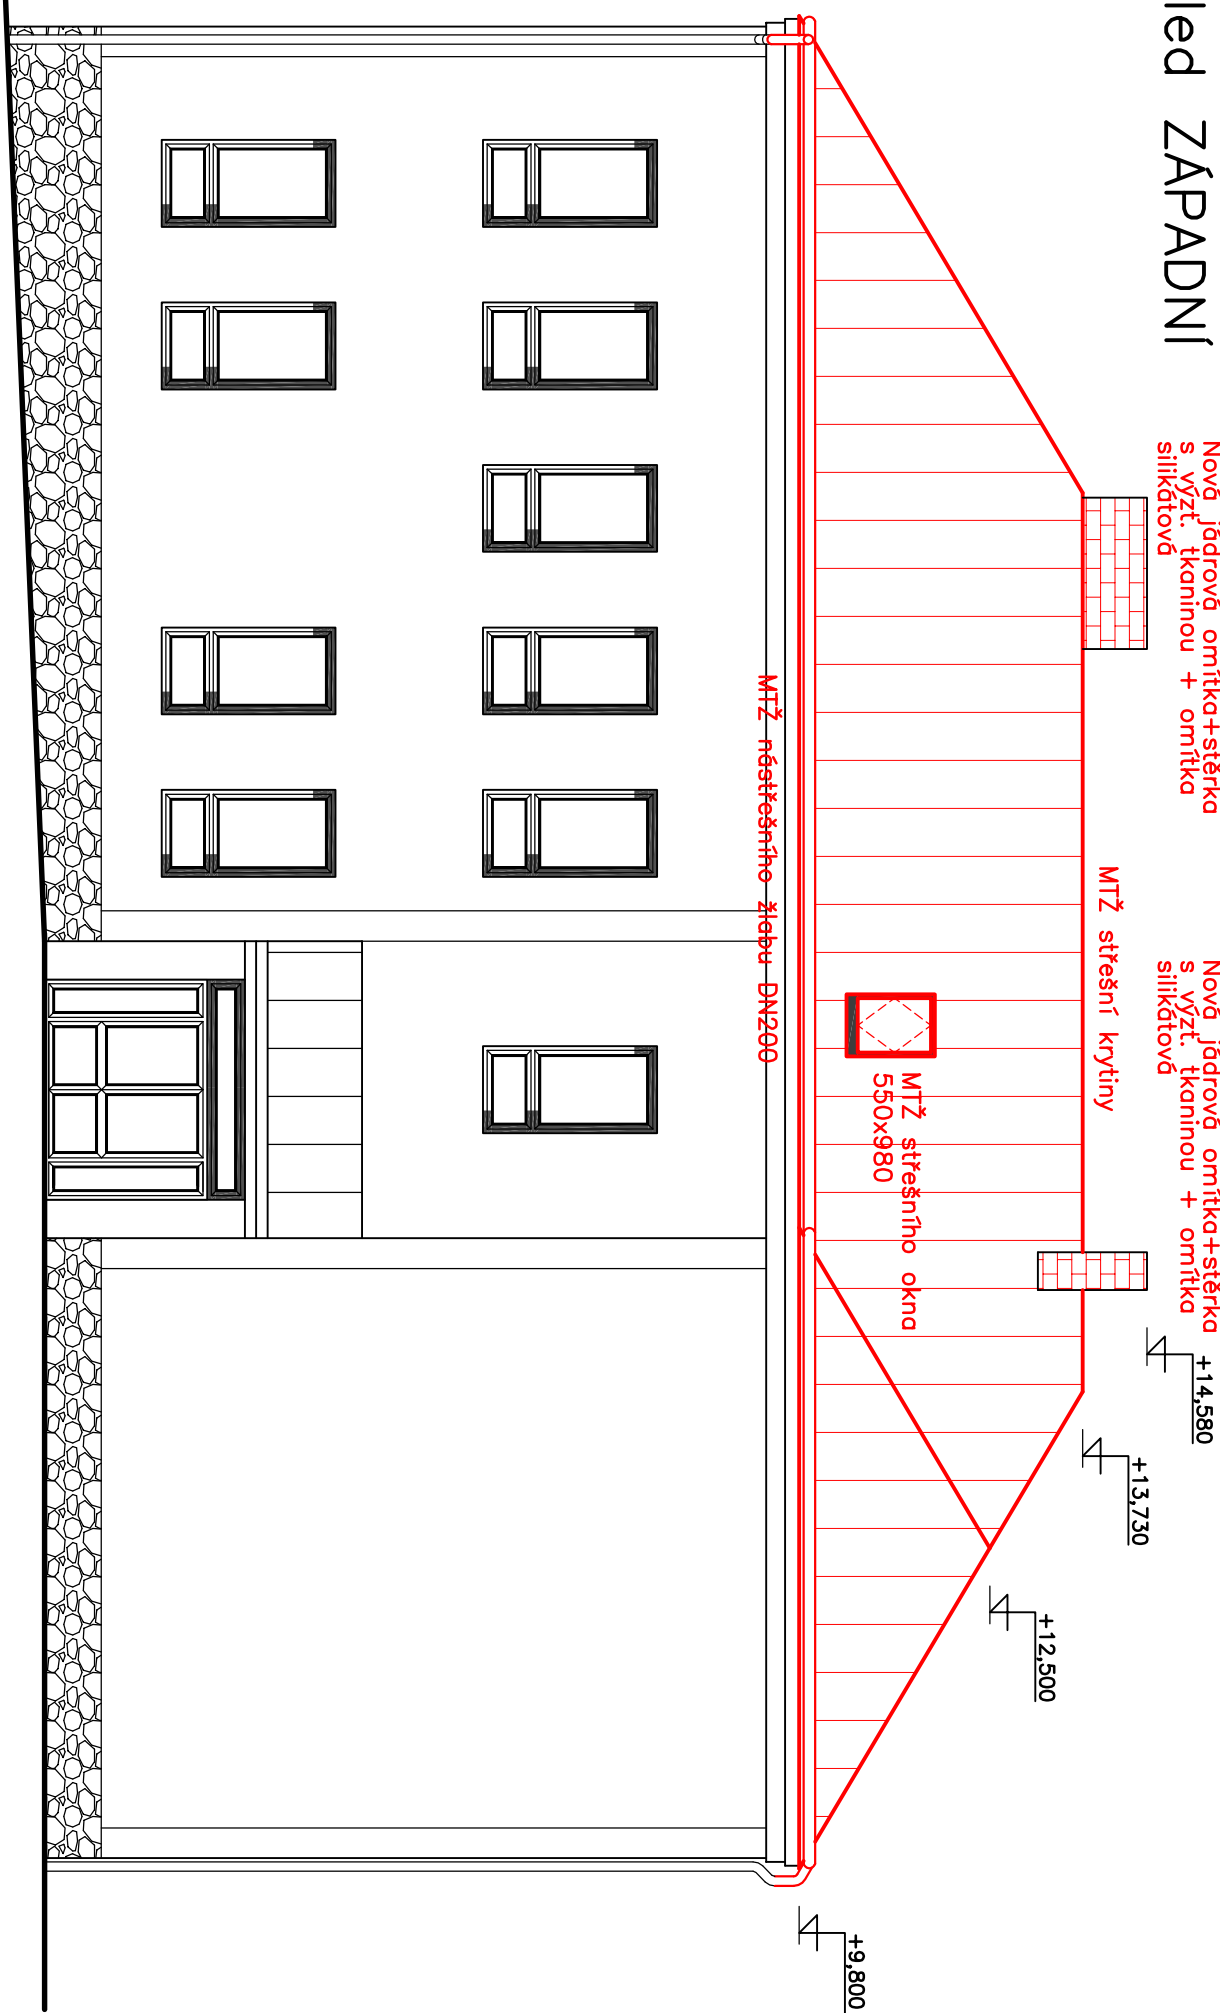 led ZÁPADNÍ
Nová jádrová omítka+stěrka
s výzt. tkaninou + omítka
silikátová
Nová jádrová omítka+stěrka
s výzt. tkaninou + omítka
silikátová
+14,580
MTŽ střešní krytiny
+13,730
+12,500
MTŽ střešního okna
550x980
+9,800
MTŽ nástřešního žlabu DN200